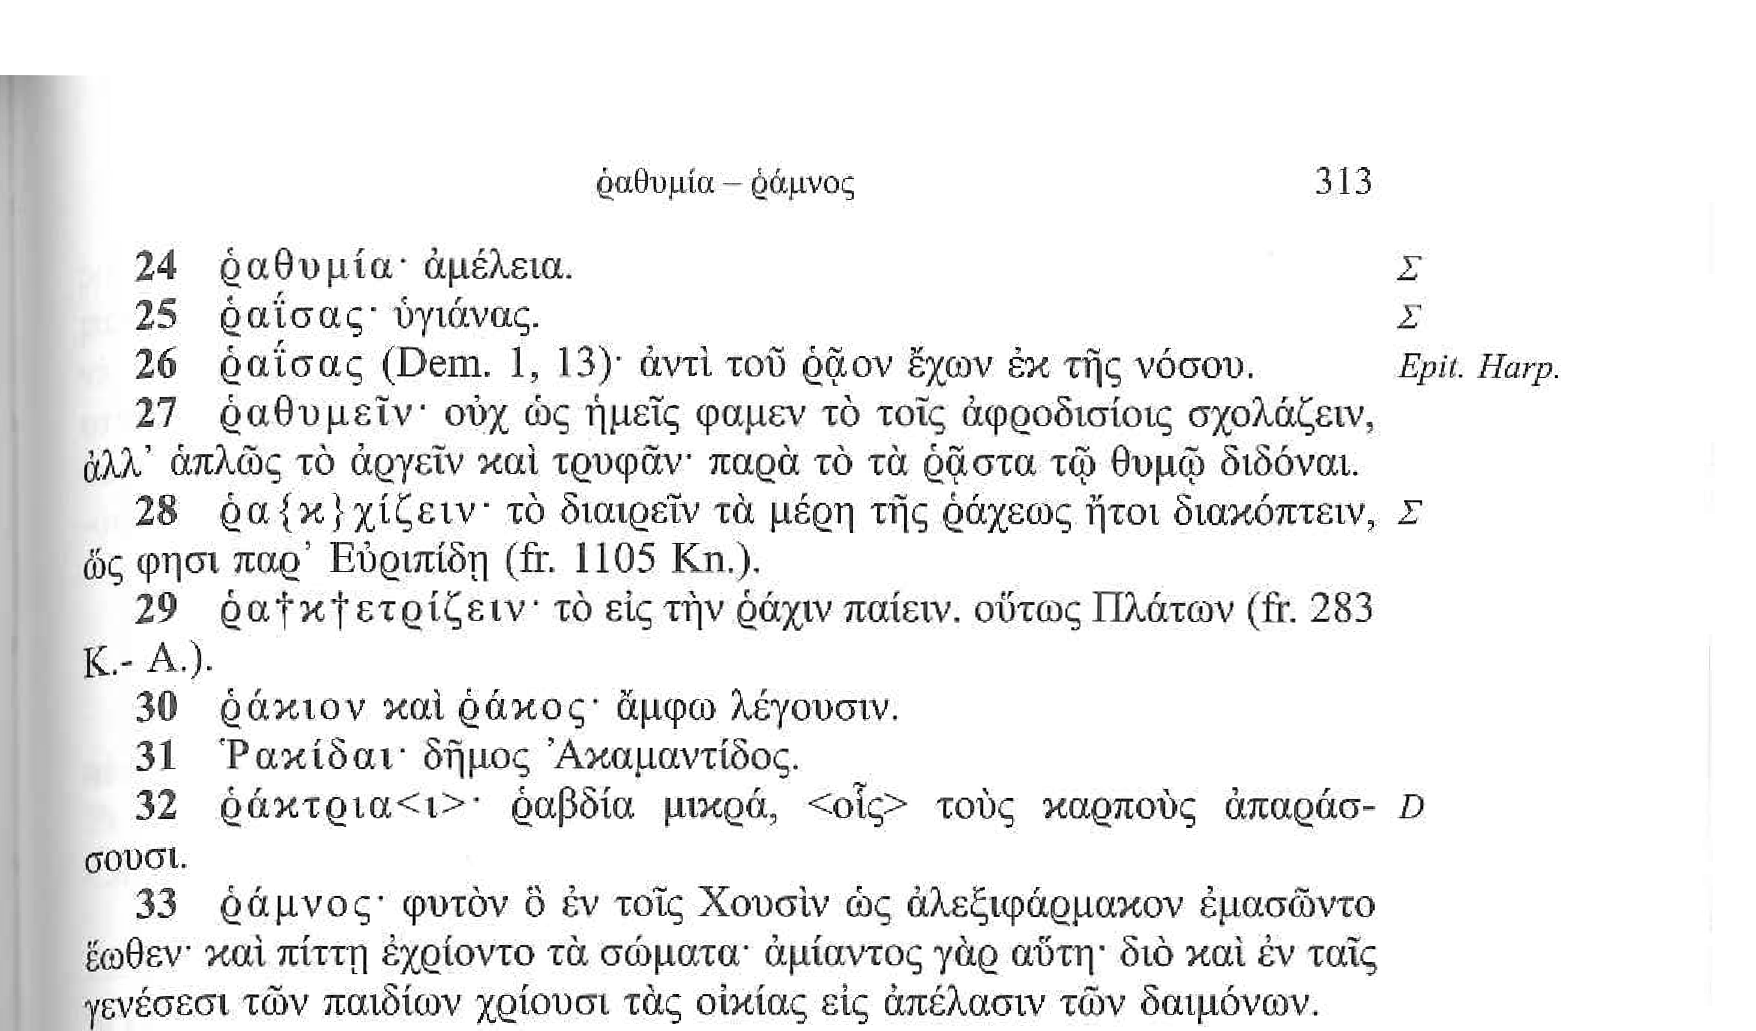 ῥαθυμία – ῥάμνος 313
24 ῥαθυμία· ἀμέλεια. Σ
25 ῥαΐσας· ὑγιάνας. Σ
26 ῥαΐσας (Dem. 1, 13)· ἀντὶ τοῦ ῥᾷον ἔχων ἐκ τῆς νόσου. Epit. Harp.
27 ῥαθυμεῖν· οὐχ ὡς ἡμεῖς φαμεν τὸ τοῖς ἀφροδισίοις σχολάζειν,
ἀλλ’ ἁπλῶς τὸ ἀργεῖν καὶ τρυφᾶν· παρὰ τὸ τὰ ῥᾷστα τῷ θυμῷ διδόναι.
28 ῥα{κ}χίζειν· τὸ διαιρεῖν τὰ μέρη τῆς ῥάχεως ἤτοι διακόπτειν, Σ
ὥς φησι παρ’ Εὐριπίδῃ (fr. 1105 Kn.).
29 ῥα†κ†ετρίζειν· τὸ εἰς τὴν ῥάχιν παίειν. οὕτως Πλάτων (fr. 283
K.- A.).
30 ῥάκιον καὶ ῥάκος· ἄμφω λέγουσιν.
31 Ῥακίδαι· δῆμος Ἀκαμαντίδος.
32 ῥάκτρια<ι>· ῥαβδία μικρά, <οἷς> τοὺς καρποὺς ἀπαράσ- D
σουσι.
33 ῥάμνος· φυτὸν ὃ ἐν τοῖς Χουσὶν ὡς ἀλεξιφάρμακον ἐμασῶντο
ἕωθεν· καὶ πίττῃ ἐχρίοντο τὰ σώματα· ἀμίαντος γὰρ αὕτη· διὸ καὶ ἐν ταῖς
γενέσεσι τῶν παιδίων χρίουσι τὰς οἰκίας εἰς ἀπέλασιν τῶν δαιμόνων.